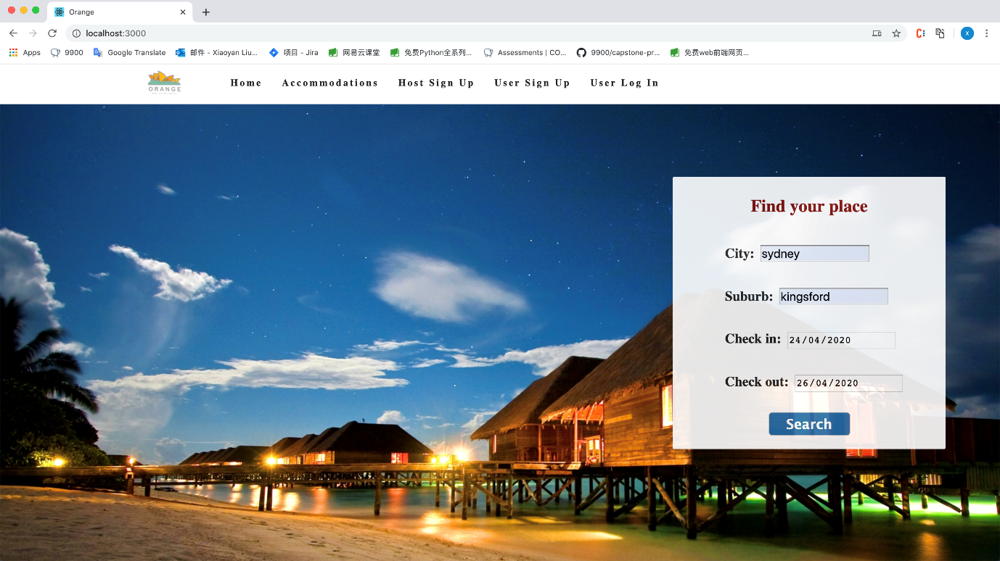 Orange
localhost:3000
Apps 9900 Google Translate 邮件 - Xiaoyan Liu... 项目 - Jira 网易云课堂 免费Python全系列... Assessments | CO... 9900/capstone-pr... 免费web前端网页...
ORANGE Home Accommodations Host Sign Up User Sign Up User Log In
Find your place
City: sydney
Suburb: kingsford
Check in: 24/04/2020
Check out: 26/04/2020
Search